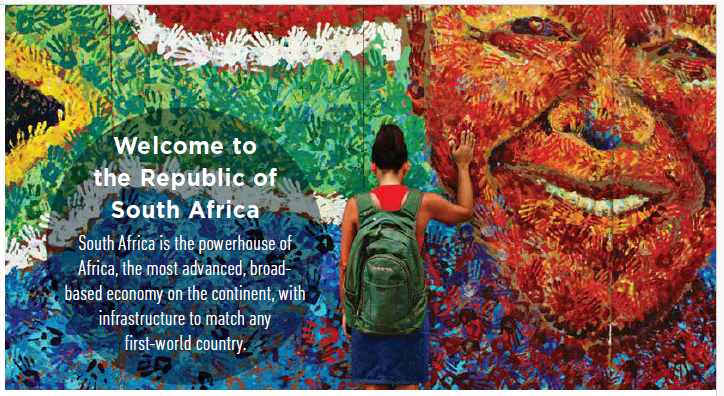 Welcome to
the Republic of
South Africa
South Africa is the powerhouse of
Africa, the most advanced, broad-
based economy on the continent, with
infrastructure to match any
first-world country.